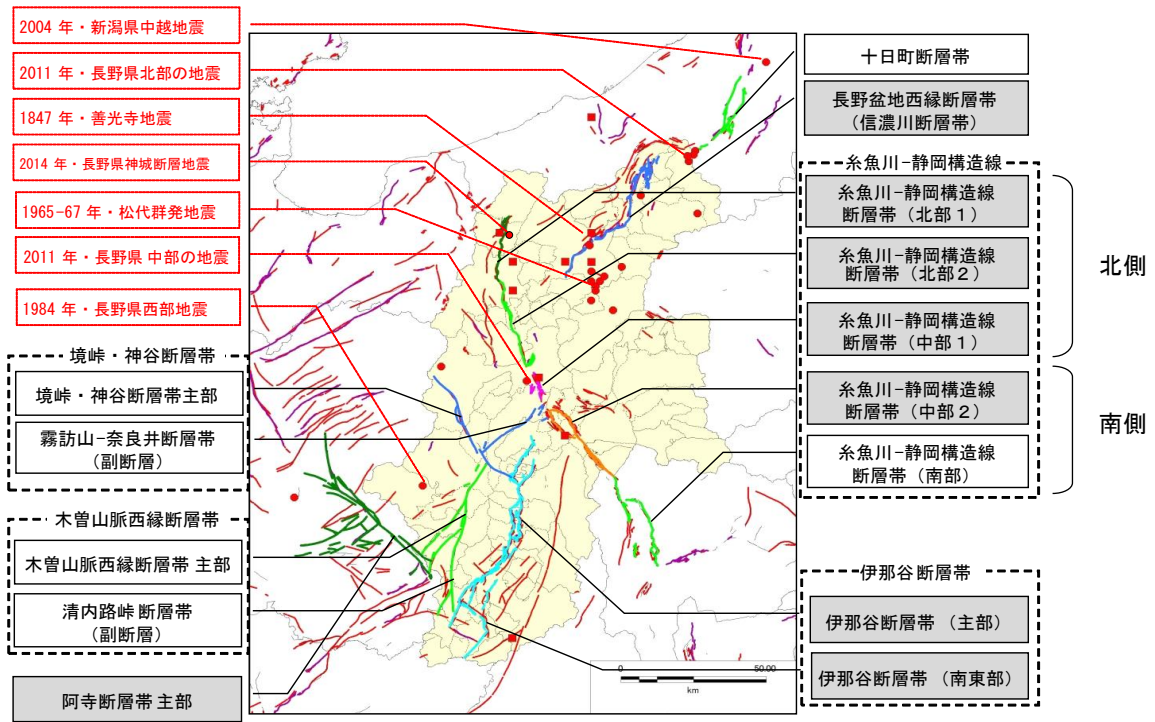 2004 年・新潟県中越地震
2011 年・長野県北部の地震
1847 年・善光寺地震
2014 年・長野県神城断層地震
1965-67 年・松代群発地震
2011 年・長野県 中部の地震
1984 年・長野県西部地震
境峠・神谷断層帯
境峠・神谷断層帯主部
霧訪山−奈良井断層帯
(副断層)
木曽山脈西縁断層帯
木曽山脈西縁断層帯 主部
清内路峠 断層帯
(副断層)
阿寺断層帯 主部
十日町断層帯
長野盆地西縁断層帯
(信濃川断層帯)
糸魚川−静岡構造線
糸魚川−静岡構造線
断層帯(北部1)
糸魚川−静岡構造線
断層帯(北部2)
糸魚川−静岡構造線
断層帯(中部1)
北側
糸魚川−静岡構造線
断層帯(中部2)
糸魚川−静岡構造線
断層帯(南部)
南側
伊那谷断層帯
伊那谷断層帯 (主部)
伊那谷断層帯 (南東部)
0 50.00
km